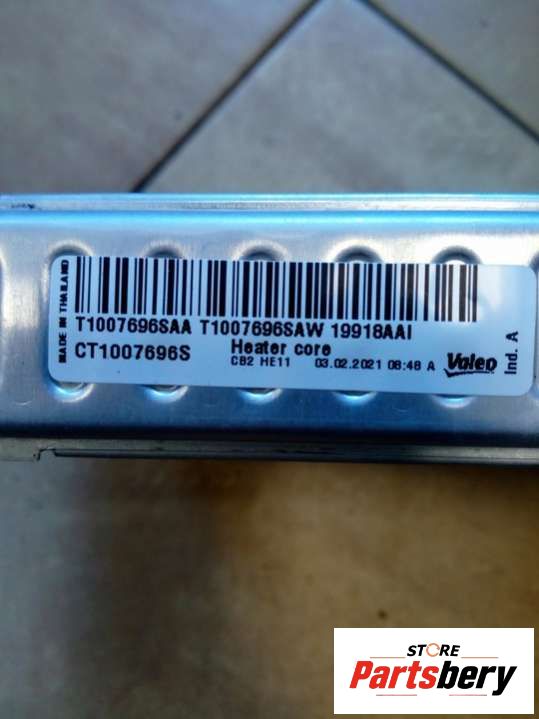 MADE IN THAILAND
T1007696SAA T1007696SAW 19918AAI
CT1007696S Heater core
CB2 HE11 03.02.2021 08:48 A Valeo
Ind. A
STORE
Partsbery